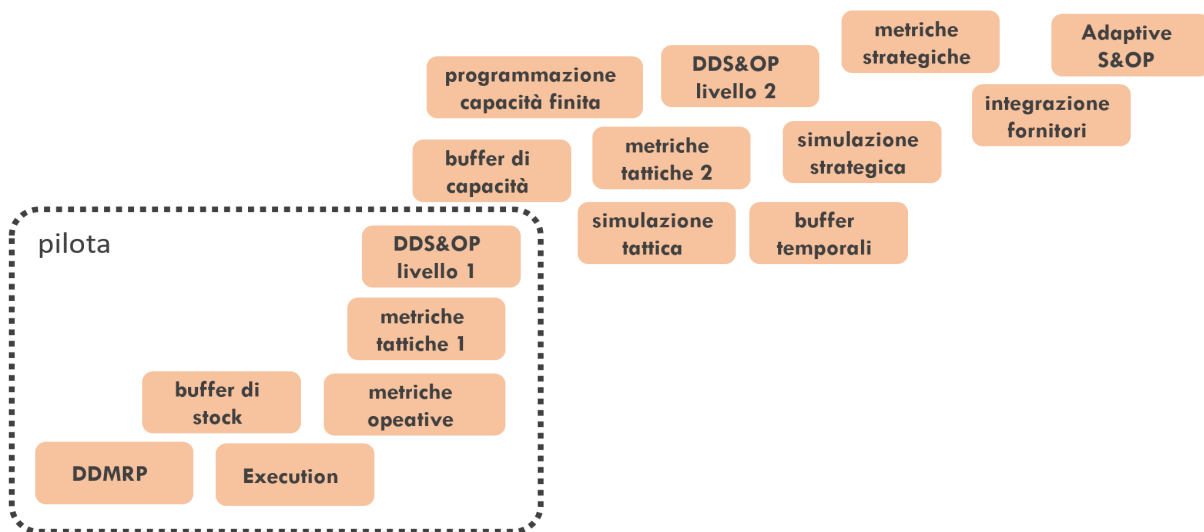 metriche
strategiche
Adaptive
S&OP
programmazione
capacità finita
DDS&OP
livello 2
integrazione
fornitori
buffer di
capacità
metriche
tattiche 2
simulazione
strategica
simulazione
tattica
buffer
temporali
pilota
DDS&OP
livello 1
metriche
tattiche 1
buffer di
stock
metriche
opeative
DDMRP
Execution